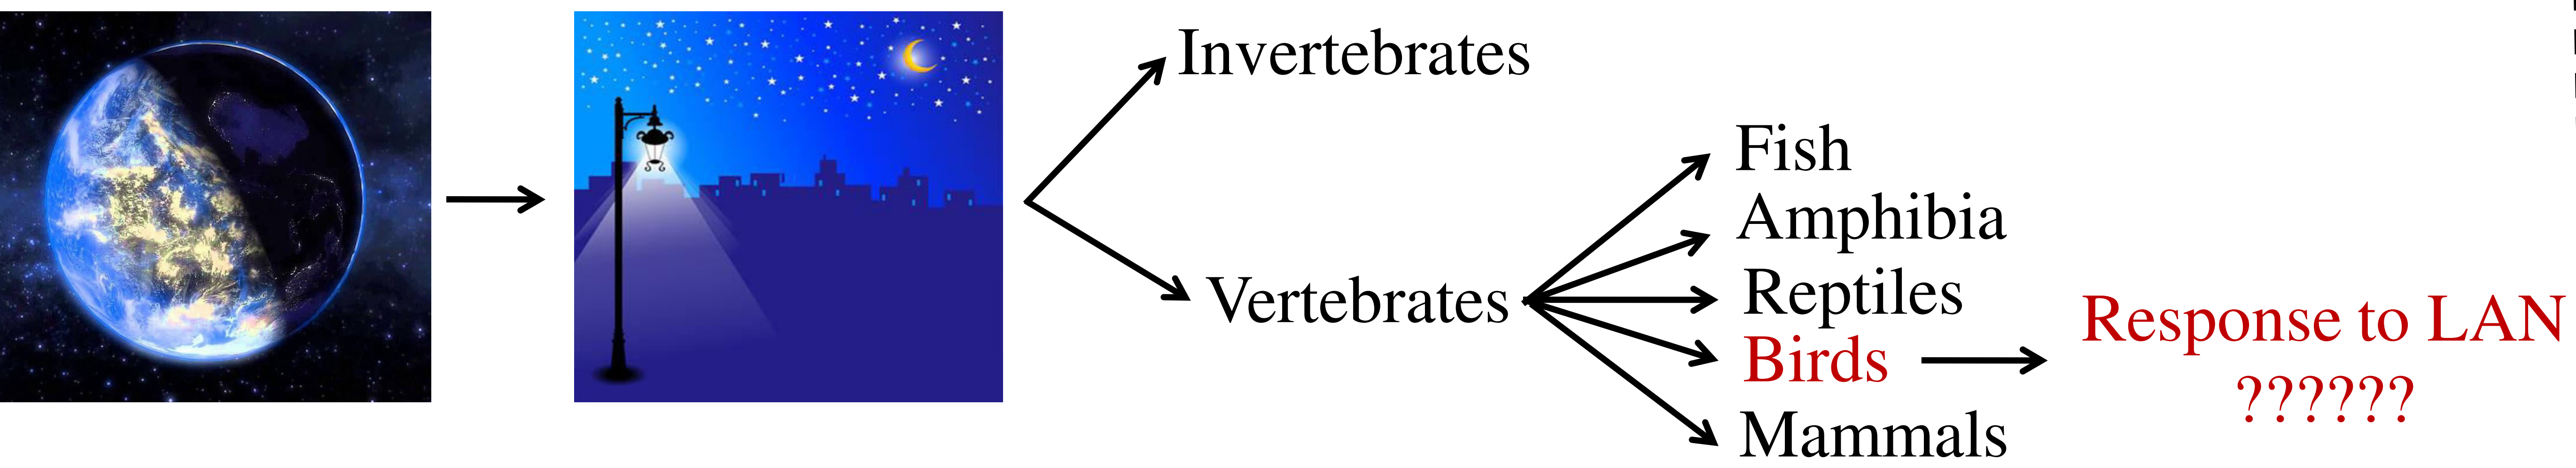 Invertebrates
Vertebrates
Fish
Amphibia
Reptiles
Birds
Mammals
Response to LAN
??????